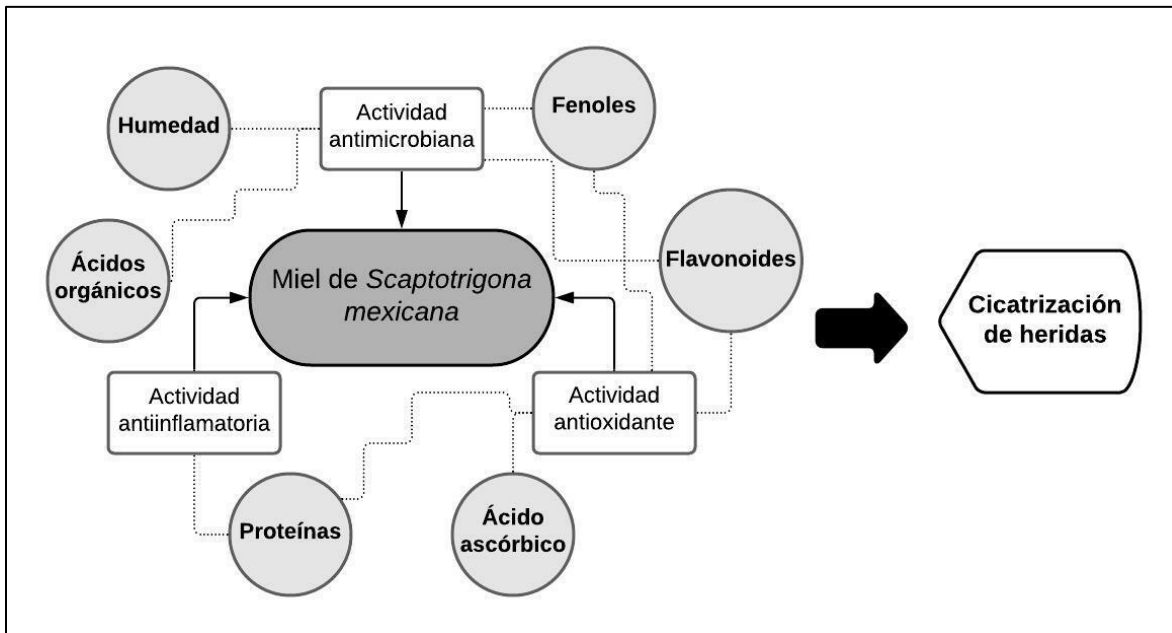 Humedad
Actividad
antimicrobiana
Fenoles
Ácidos
orgánicos
Miel de Scaptotrigona
mexicana
Flavonoides
Cicatrización
de heridas
Actividad
antiinflamatoria
Actividad
antioxidante
Proteínas
Ácido
ascórbico